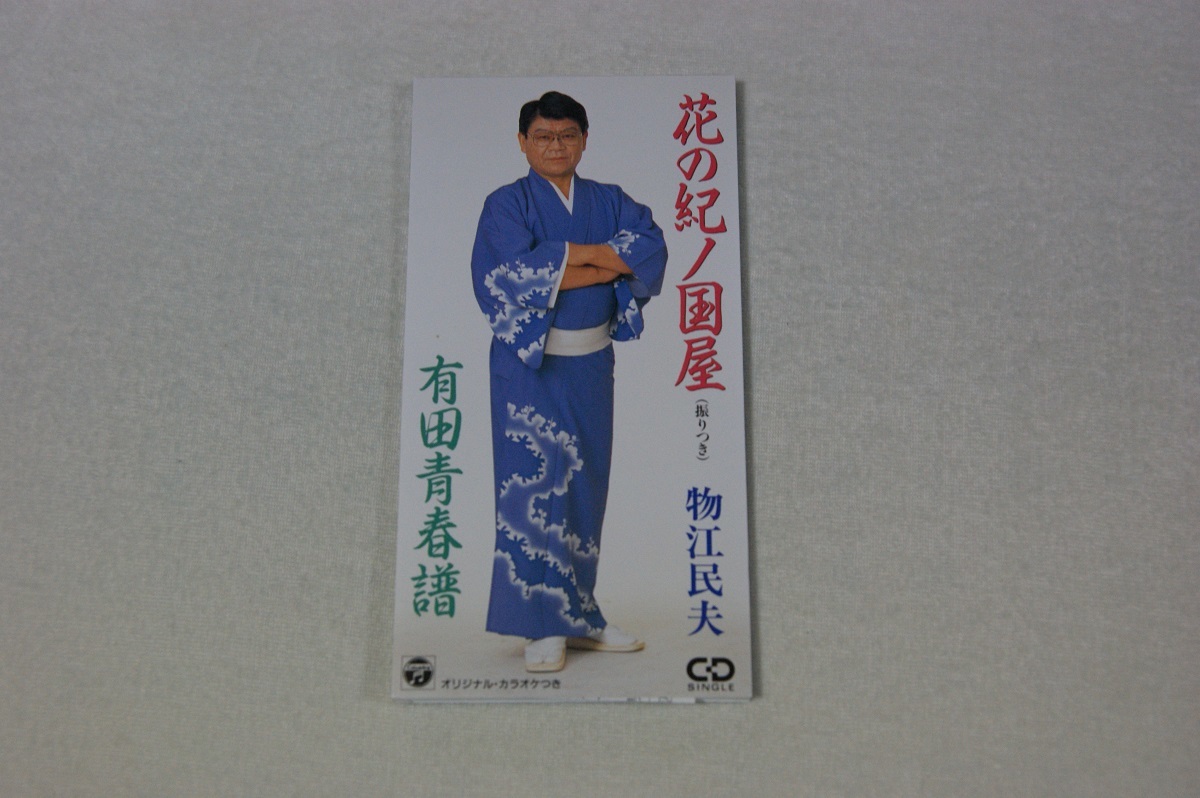 花の紀ノ国屋
(振りつき)
物江民夫
有田青春譜
オリジナル・カラオケつき
CD
SINGLE